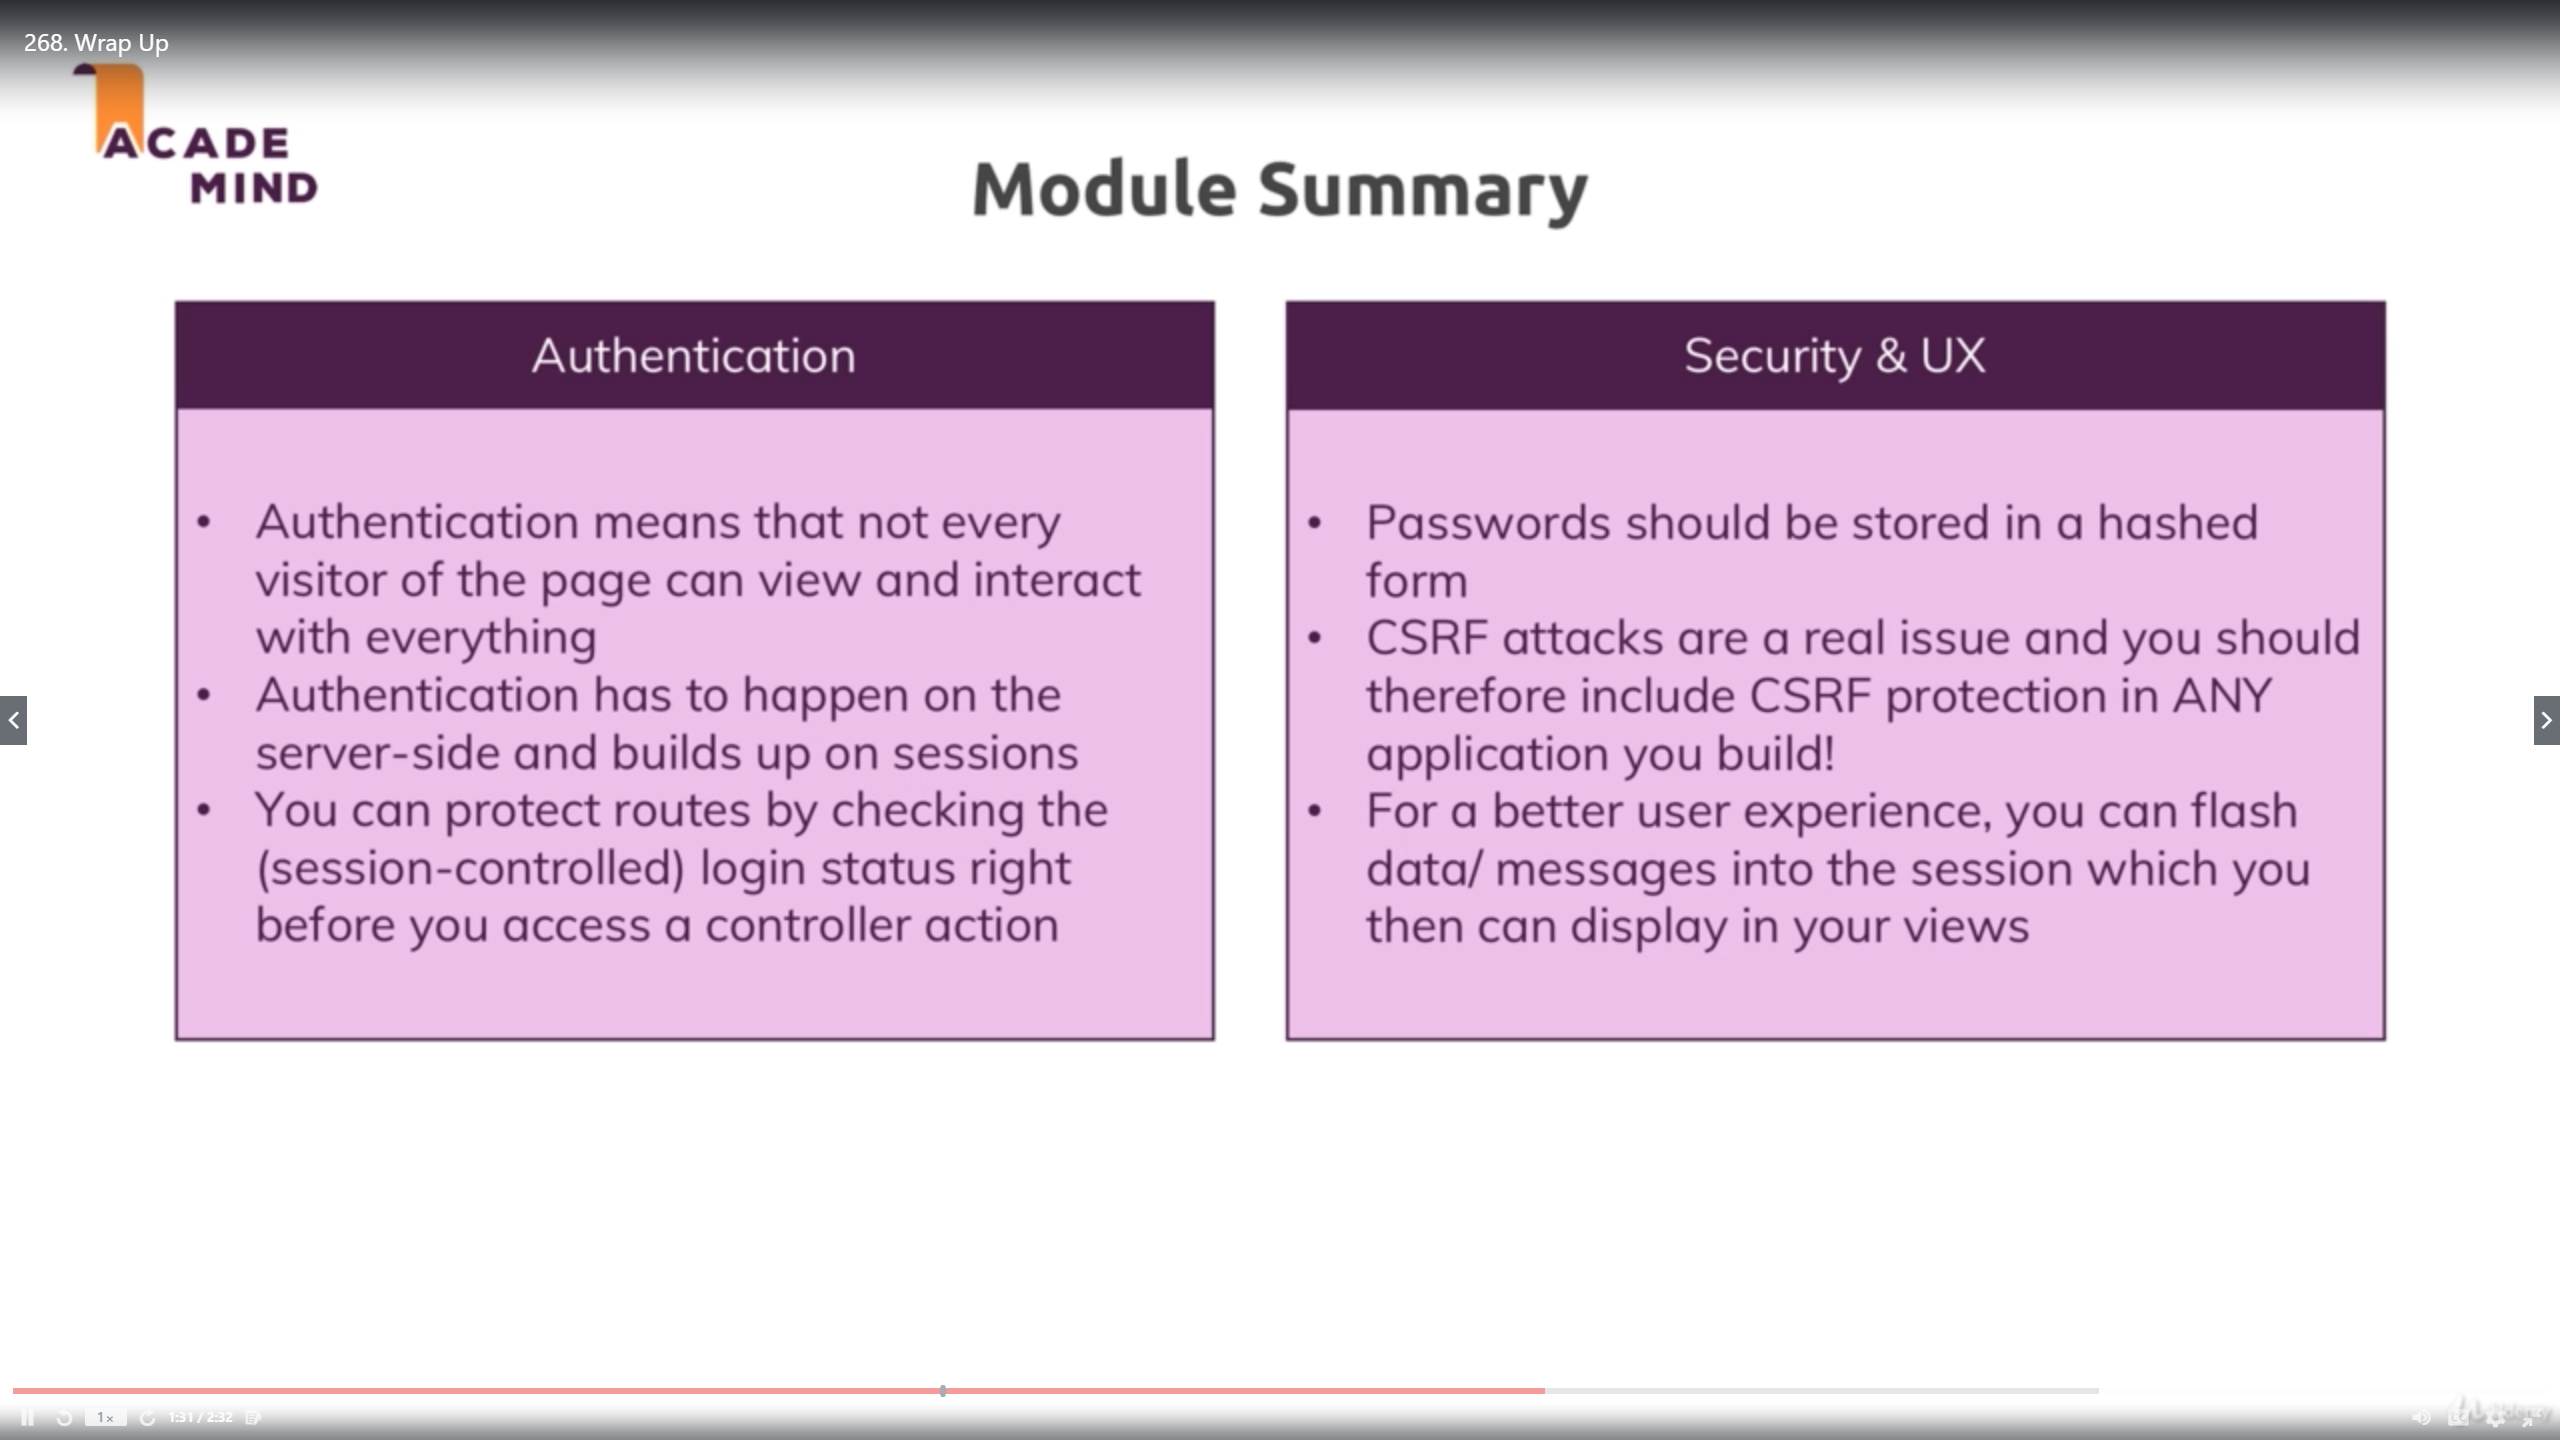 268. Wrap Up
ACADE
MIND
Module Summary
Authentication
• Authentication means that not every
visitor of the page can view and interact
with everything
• Authentication has to happen on the
server-side and builds up on sessions
• You can protect routes by checking the
(session-controlled) login status right
before you access a controller action
Security & UX
• Passwords should be stored in a hashed
form
• CSRF attacks are a real issue and you should
therefore include CSRF protection in ANY
application you build!
• For a better user experience, you can flash
data/ messages into the session which you
then can display in your views
1x
1:31 / 2:32